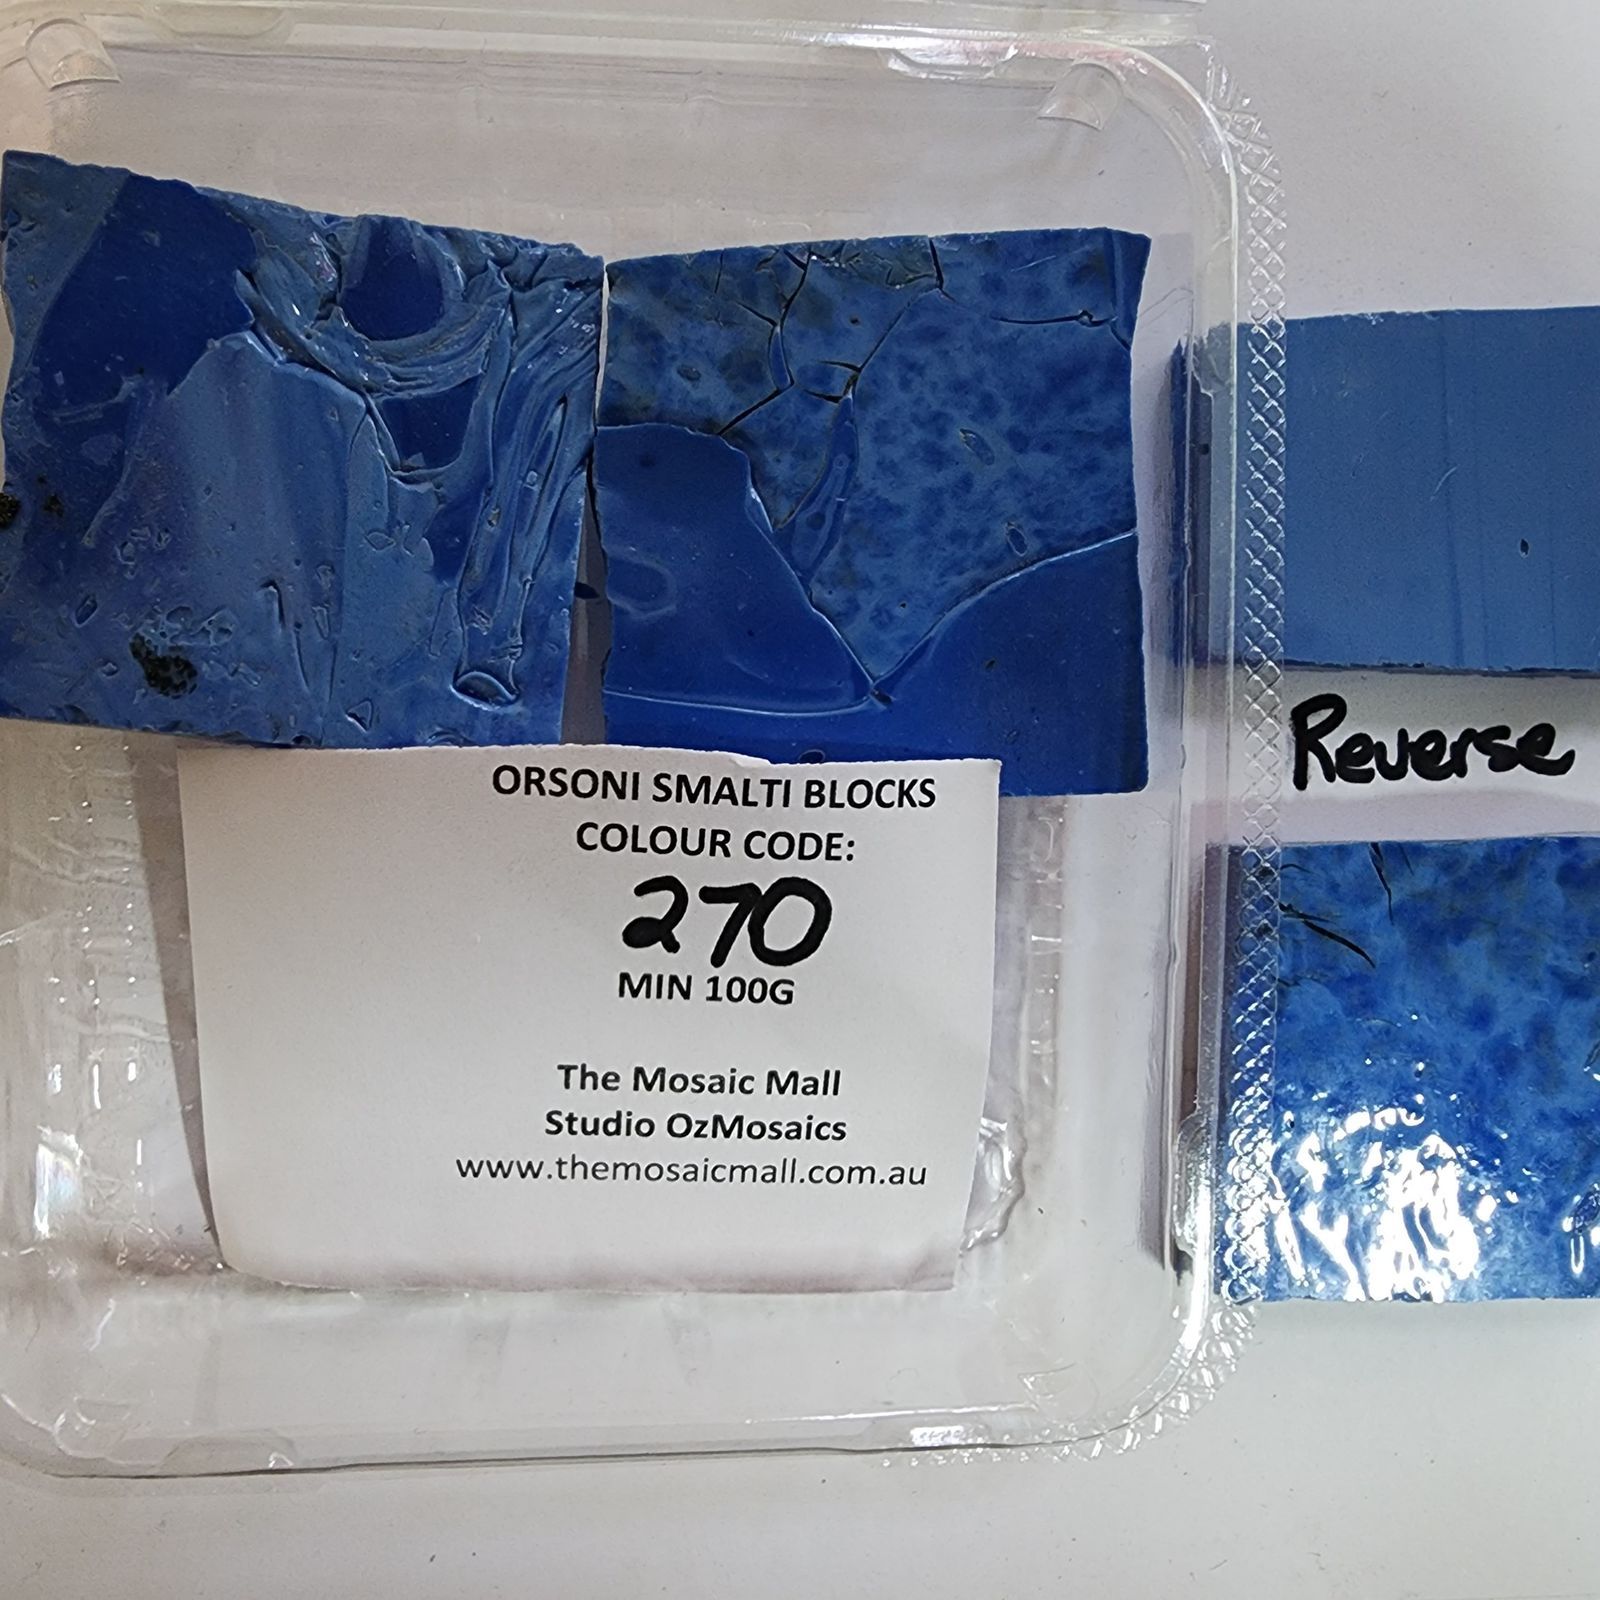 ORSONI SMALTI BLOCKS
COLOUR CODE:
270
MIN 100G
The Mosaic Mall
Studio OzMosaics
www.themosaicmall.com.au
Reverse